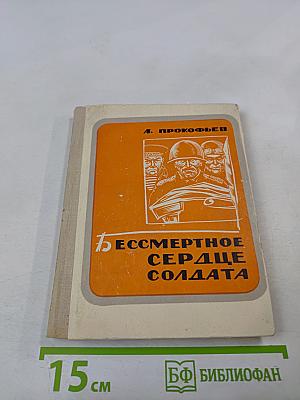 А. ПРОКОФЬЕВ
БЕССМЕРТНОЕ
СЕРДЦЕ
СОЛДАТА
15 см
БФ БИБЛИОФАН